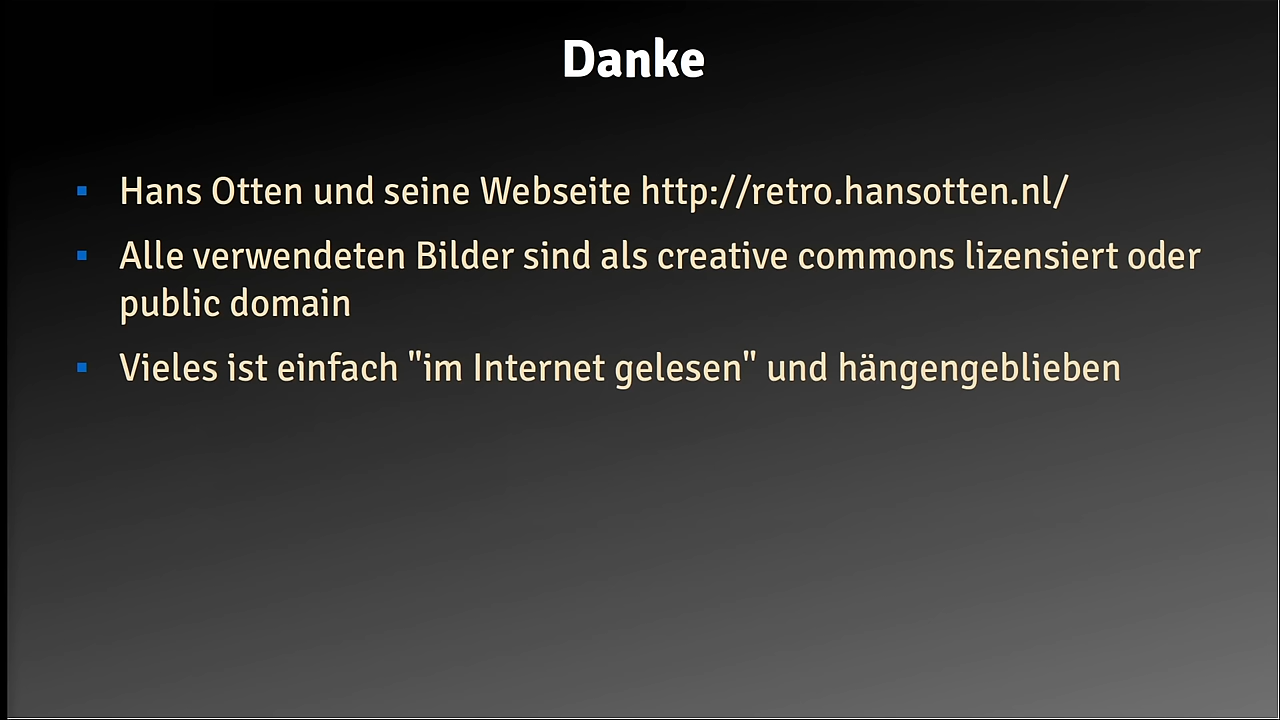 Danke
Hans Otten und seine Webseite http://retro.hansotten.nl/
Alle verwendeten Bilder sind als creative commons lizensiert oder
public domain
Vieles ist einfach "im Internet gelesen" und hängengeblieben